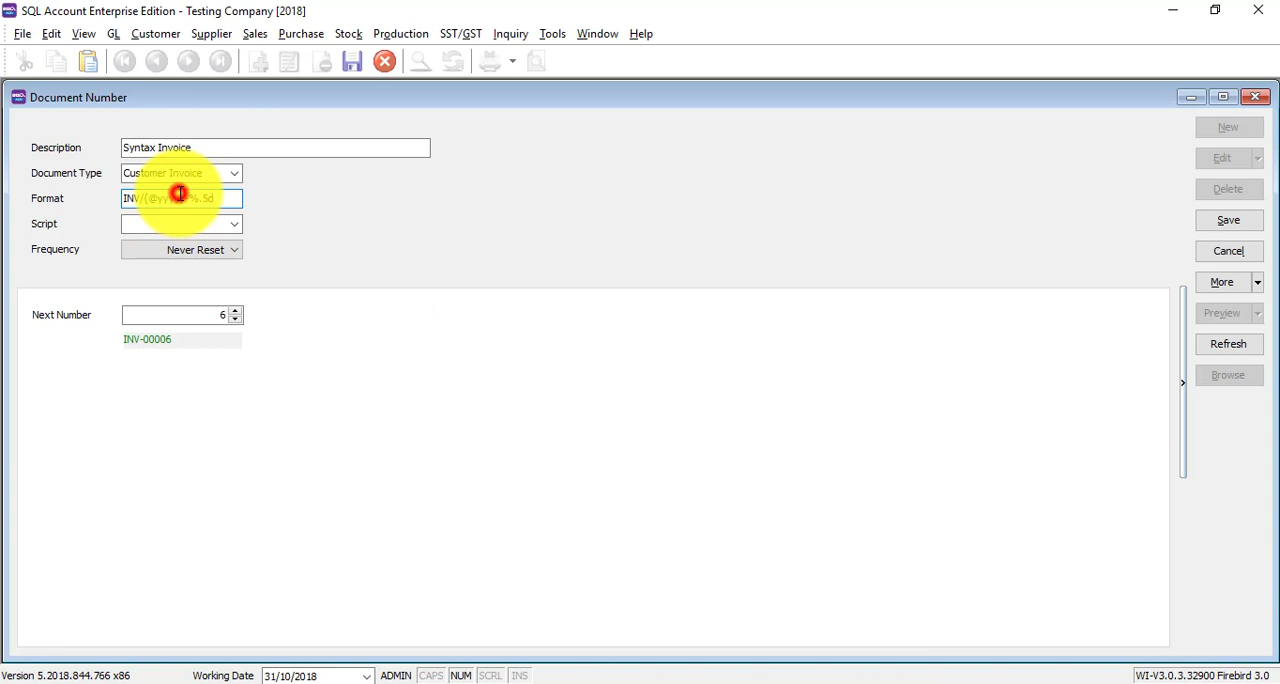 SQL Account Enterprise Edition - Testing Company [2018]
File Edit View GL Customer Supplier Sales Purchase Stock Production SST/GST Inquiry Tools Window Help
Document Number
Description Syntax Invoice
Document Type Customer Invoice
Format %.5d
Script
Frequency Never Reset
Next Number 6
INV-00006
New
Edit
Delete
Save
Cancel
More
Preview
Refresh
Browse
Version 5.2018.844.766 x86 Working Date 31/10/2018 ADMIN CAPS NUM SCRL INS WI-V3.0.3.32900 Firebird 3.0